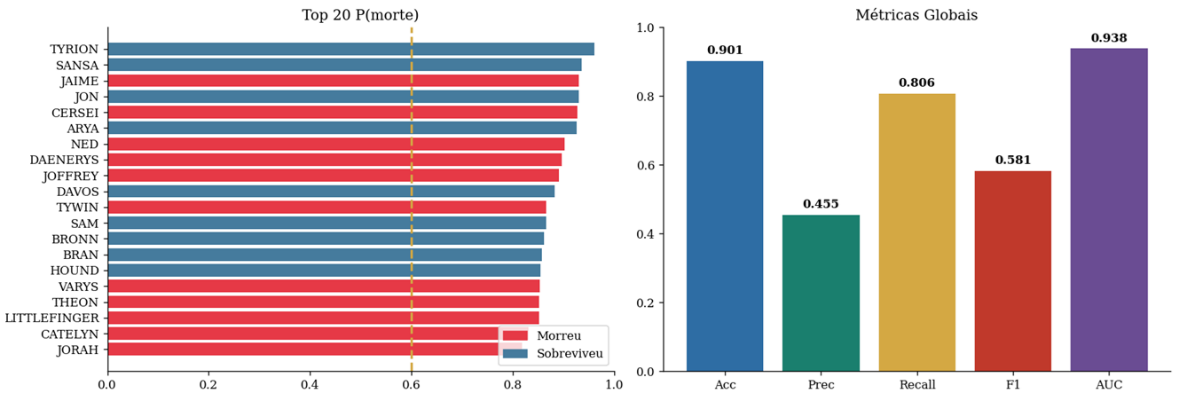 Top 20 P(morte)
TYRION
SANSA
JAIME
JON
CERSEI
ARYA
NED
DAENERYS
JOFFREY
DAVOS
TYWIN
SAM
BRONN
BRAN
HOUND
VARYS
THEON
LITTLEFINGER
CATELYN
JORAH
Morreu
Sobreviveu
0.0 0.2 0.4 0.6 0.8 1.0
Métricas Globais
1.0
0.8
0.6
0.4
0.2
0.0
0.901
0.455
0.806
0.581
0.938
Acc Prec Recall F1 AUC